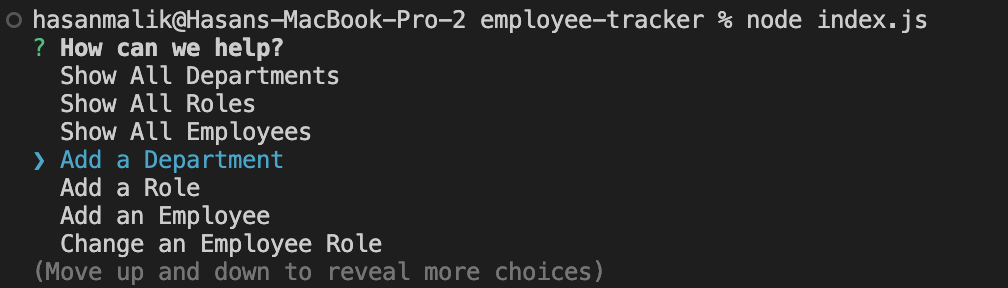 hasanmalik@Hasans-MacBook-Pro-2 employee-tracker % node index.js
? How can we help?
Show All Departments
Show All Roles
Show All Employees
❯ Add a Department
Add a Role
Add an Employee
Change an Employee Role
(Move up and down to reveal more choices)